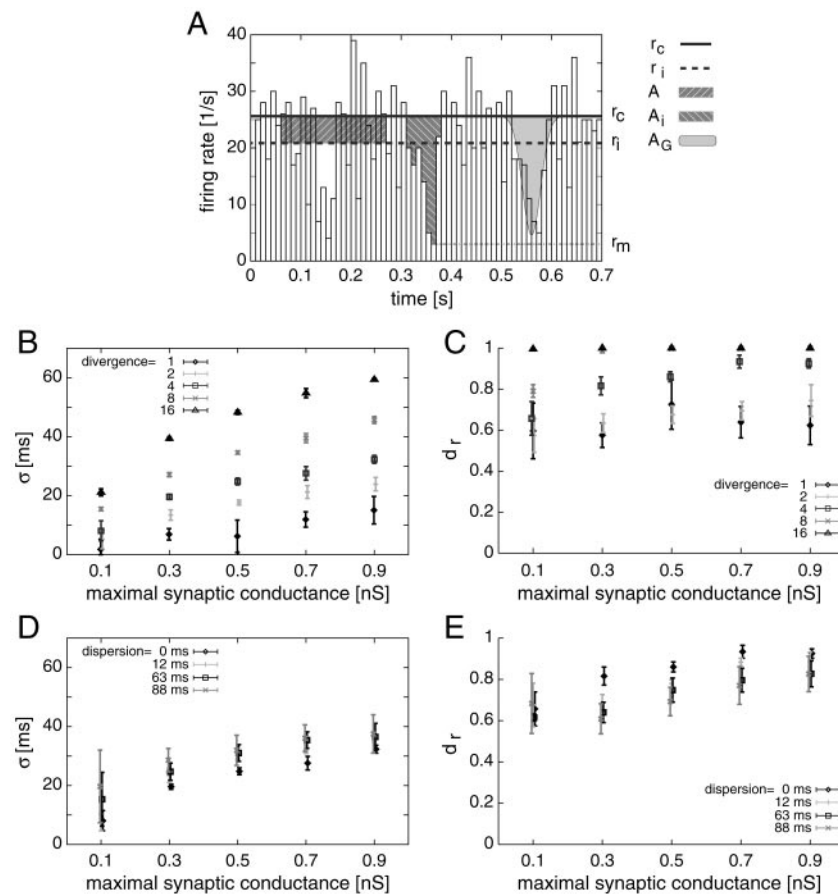 A
firing rate [1/s]
40
30
20
10
0
0 0.1 0.2 0.3 0.4 0.5 0.6 0.7
time [s]
r_c
r_i
r_m
r_c
r_i
A
A_i
A_G
B
σ [ms]
60
40
20
0
divergence= 1
2
4
8
16
0.1 0.3 0.5 0.7 0.9
maximal synaptic conductance [nS]
C
d_r
1
0.8
0.6
0.4
0.2
0
divergence= 1
2
4
8
16
0.1 0.3 0.5 0.7 0.9
maximal synaptic conductance [nS]
D
σ [ms]
60
40
20
0
dispersion= 0 ms
12 ms
63 ms
88 ms
0.1 0.3 0.5 0.7 0.9
maximal synaptic conductance [nS]
E
d_r
1
0.8
0.6
0.4
0.2
0
dispersion= 0 ms
12 ms
63 ms
88 ms
0.1 0.3 0.5 0.7 0.9
maximal synaptic conductance [nS]